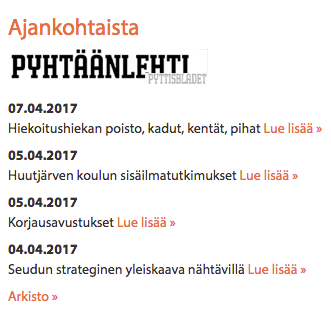 Ajankohtaista
PYHTÄÄNLEHTI
PYTTISBLADET
07.04.2017
Hiekoitushiekan poisto, kadut, kentät, pihat Lue lisää »
05.04.2017
Huutjärven koulun sisäilmatutkimukset Lue lisää »
05.04.2017
Korjausavustukset Lue lisää »
04.04.2017
Seudun strateginen yleiskaava nähtävillä Lue lisää »
Arkisto »